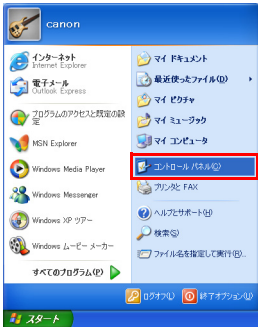 canon
インターネット
Internet Explorer
電子メール
Outlook Express
プログラムのアクセスと既定の設
定
MSN Explorer
Windows Media Player
Windows Messenger
Windows XP ツアー
Windows ムービー メーカー
すべてのプログラム(P)
マイ ドキュメント
最近使ったファイル(D)
マイ ピクチャ
マイ ミュージック
マイ コンピュータ
コントロール パネル(C)
プリンタと FAX
ヘルプとサポート(H)
検索(S)
ファイル名を指定して実行(R)...
ログオフ(L)
終了オプション(U)
スタート